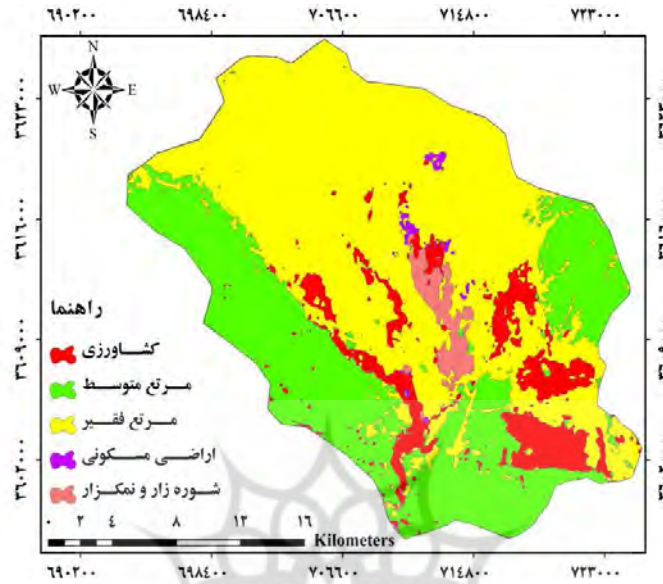 ۶۹۰۲۰۰ ۶۹۸۴۰۰ ۷۰۶۶۰۰ ۷۱۴۸۰۰ ۷۲۳۰۰۰
N
W E
S
۳۶۲۳۰۰۰
۳۶۱۶۰۰۰
۳۶۰۹۰۰۰
۳۶۰۲۰۰۰
راهنما
کشاورزی
مرتع متوسط
مرتع فقیر
اراضی مسکونی
شوره زار و نمکزار
۰ ۲ ۴ ۸ ۱۲ ۱۶
Kilometers
۶۹۰۲۰۰ ۶۹۸۴۰۰ ۷۰۶۶۰۰ ۷۱۴۸۰۰ ۷۲۳۰۰۰